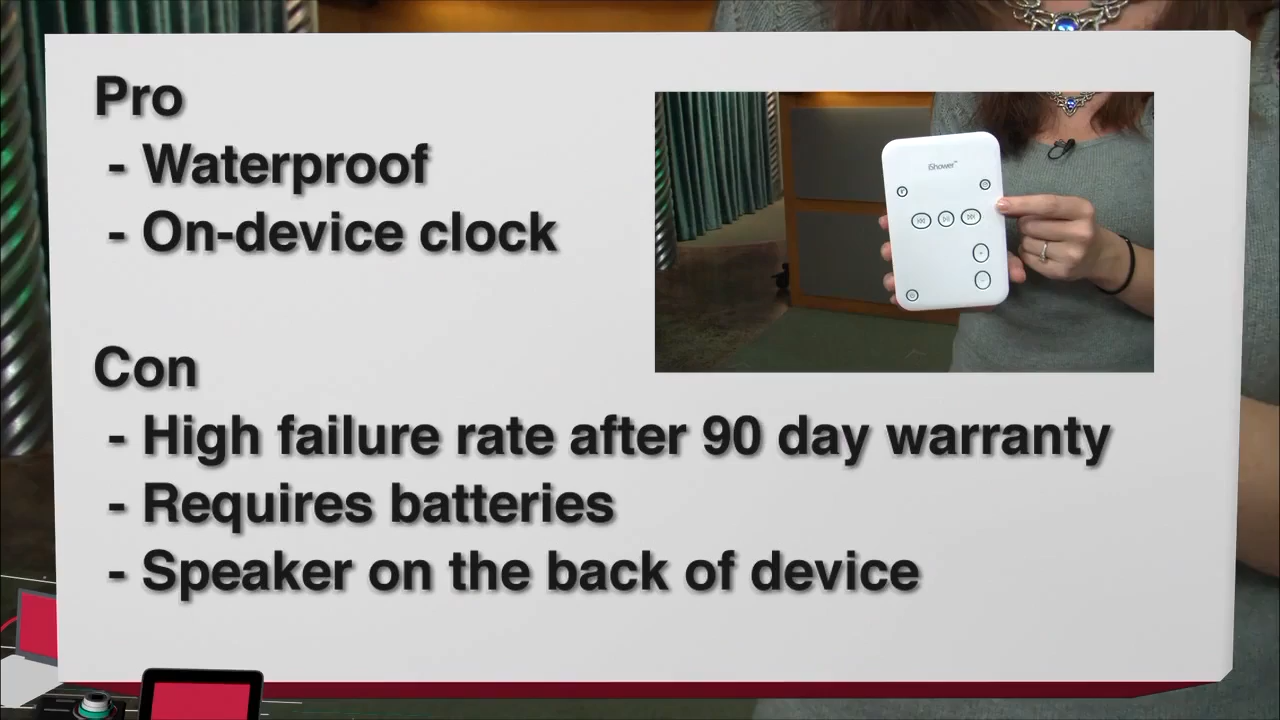 Pro
- Waterproof
- On-device clock
iShower™
Con
- High failure rate after 90 day warranty
- Requires batteries
- Speaker on the back of device